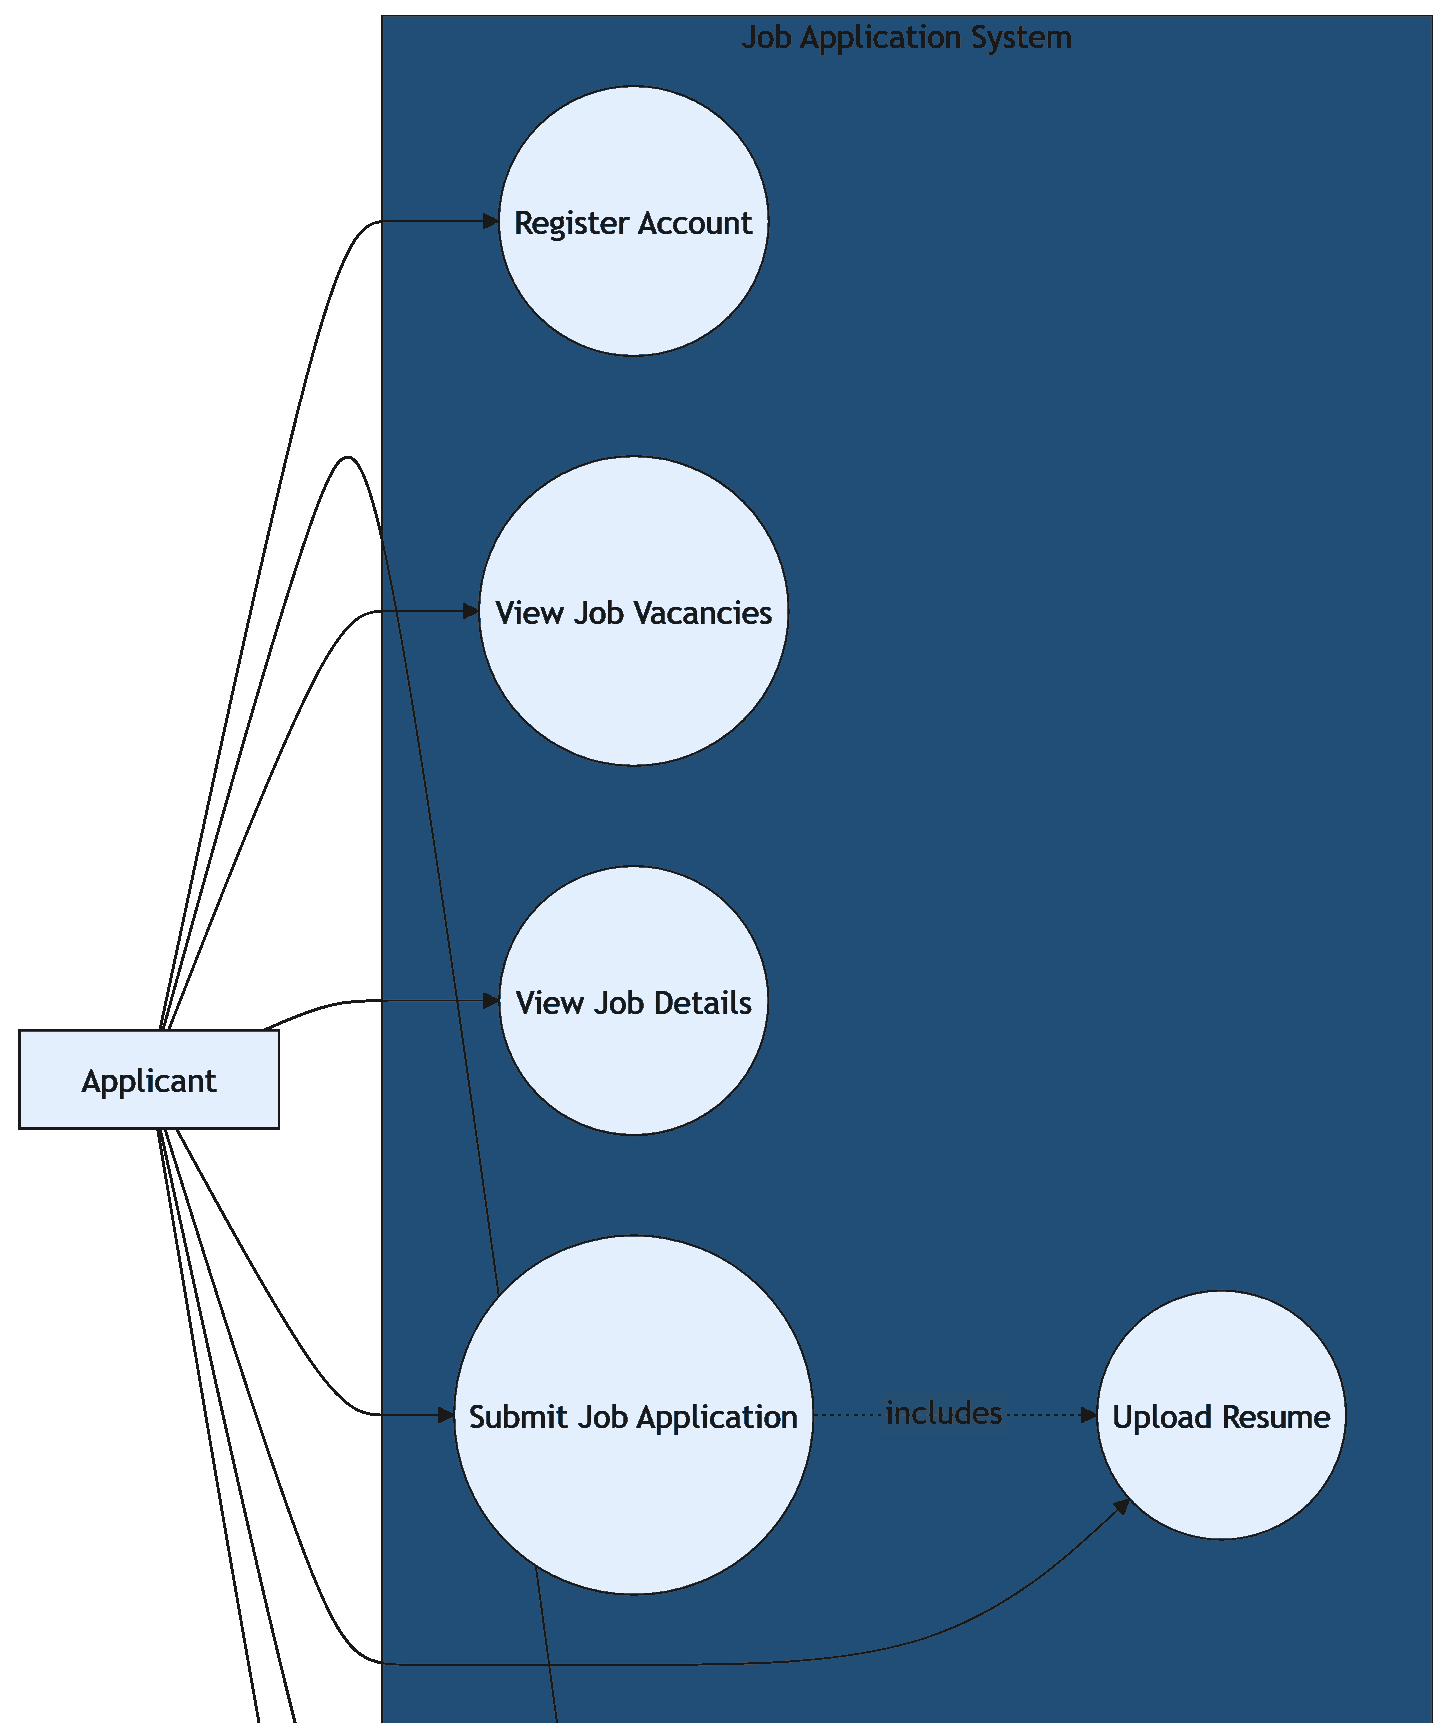 Job Application System
Register Account
View Job Vacancies
View Job Details
Applicant
Submit Job Application
includes
Upload Resume